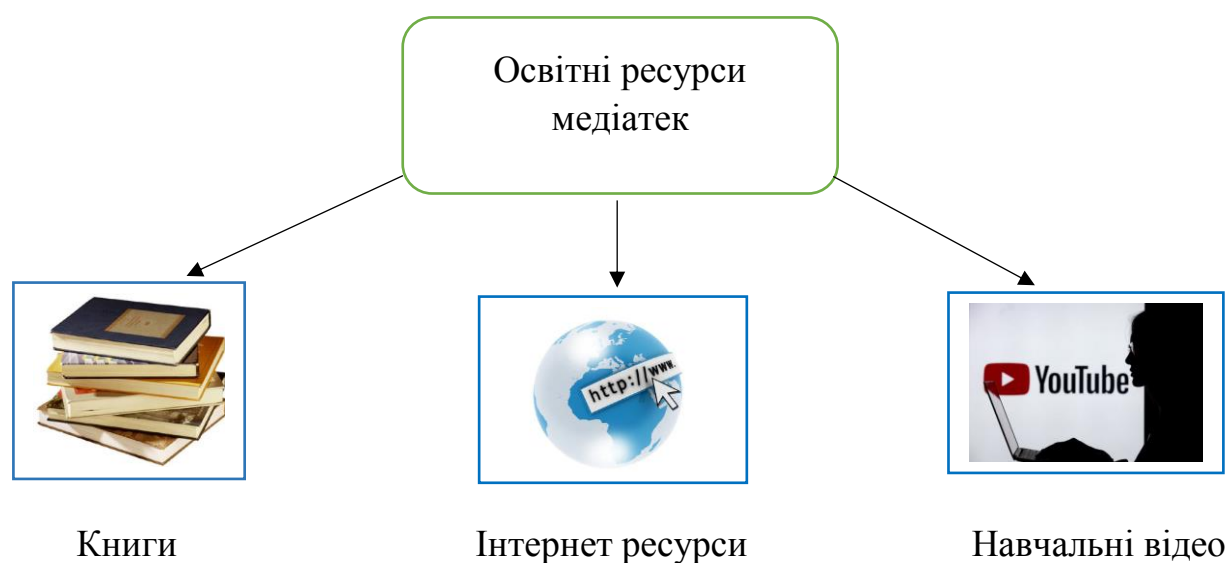 Освітні ресурси
медіатек
http://www.
YouTube
Книги
Інтернет ресурси
Навчальні відео